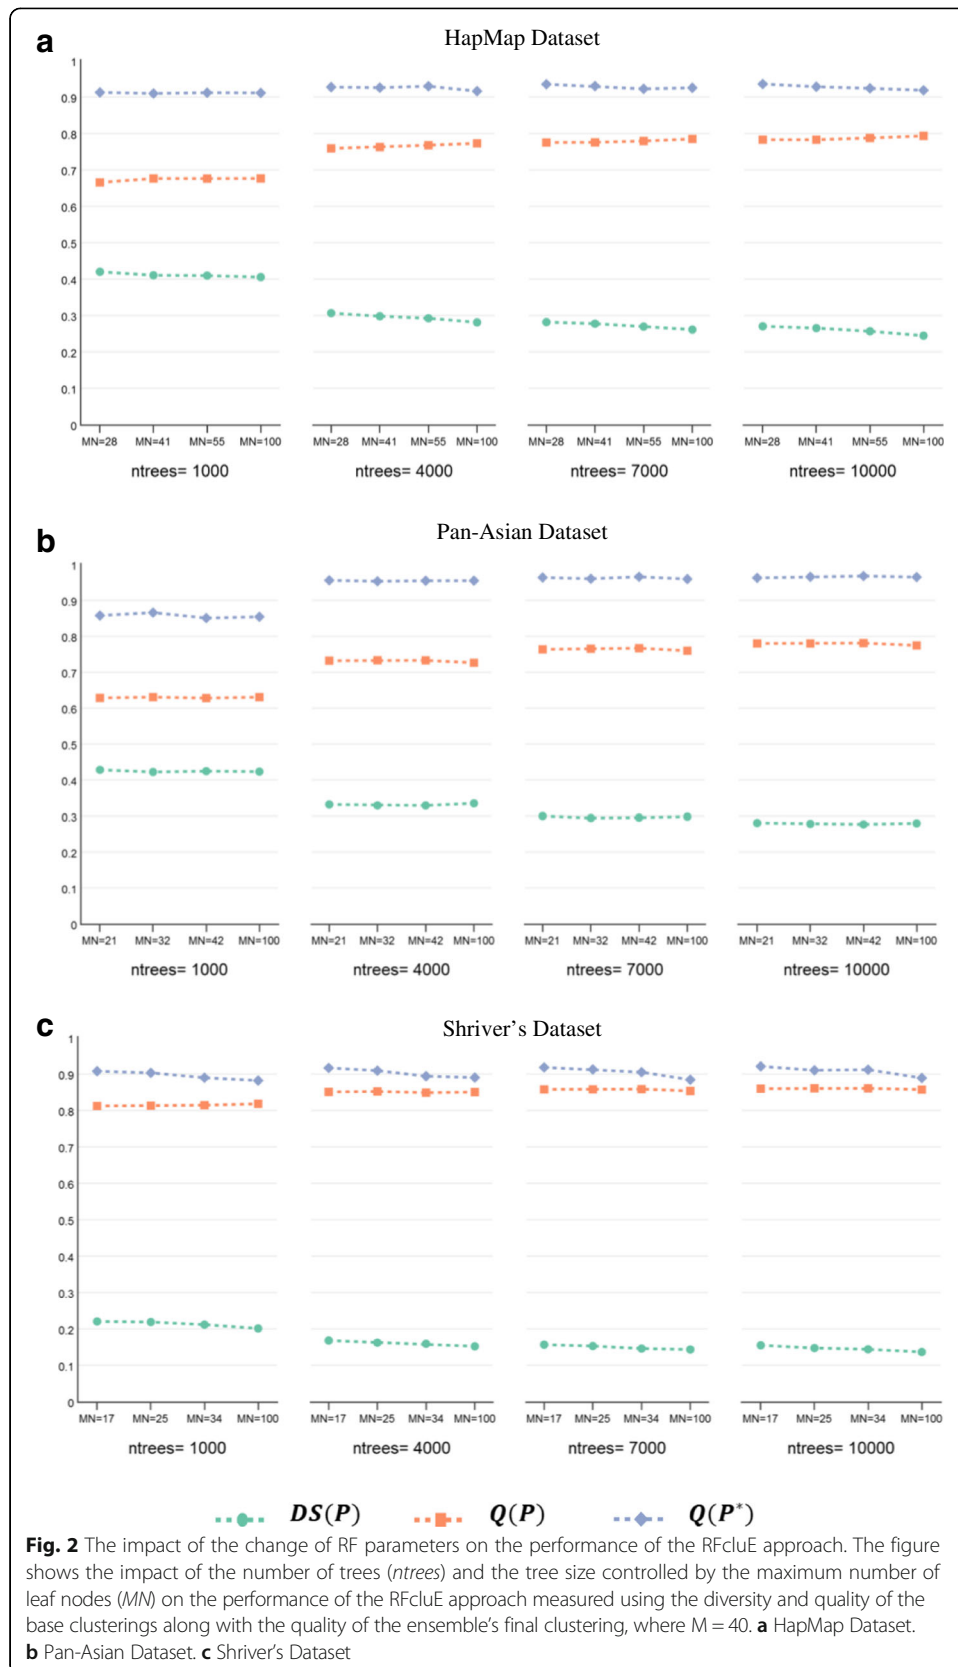 a
HapMap Dataset
1
0.9
0.8
0.7
0.6
0.5
0.4
0.3
0.2
0.1
0
MN=28 MN=41 MN=55 MN=100 MN=28 MN=41 MN=55 MN=100 MN=28 MN=41 MN=55 MN=100 MN=28 MN=41 MN=55 MN=100
ntrees= 1000 ntrees= 4000 ntrees= 7000 ntrees= 10000
b
Pan-Asian Dataset
1
0.9
0.8
0.7
0.6
0.5
0.4
0.3
0.2
0.1
0
MN=21 MN=32 MN=42 MN=100 MN=21 MN=32 MN=42 MN=100 MN=21 MN=32 MN=42 MN=100 MN=21 MN=32 MN=42 MN=100
ntrees= 1000 ntrees= 4000 ntrees= 7000 ntrees= 10000
c
Shriver's Dataset
1
0.9
0.8
0.7
0.6
0.5
0.4
0.3
0.2
0.1
0
MN=17 MN=25 MN=34 MN=100 MN=17 MN=25 MN=34 MN=100 MN=17 MN=25 MN=34 MN=100 MN=17 MN=25 MN=34 MN=100
ntrees= 1000 ntrees= 4000 ntrees= 7000 ntrees= 10000
DS(P) Q(P) Q(P*)
Fig. 2 The impact of the change of RF parameters on the performance of the RFcluE approach. The figure
shows the impact of the number of trees (ntrees) and the tree size controlled by the maximum number of
leaf nodes (MN) on the performance of the RFcluE approach measured using the diversity and quality of the
base clusterings along with the quality of the ensemble's final clustering, where M = 40. a HapMap Dataset.
b Pan-Asian Dataset. c Shriver's Dataset